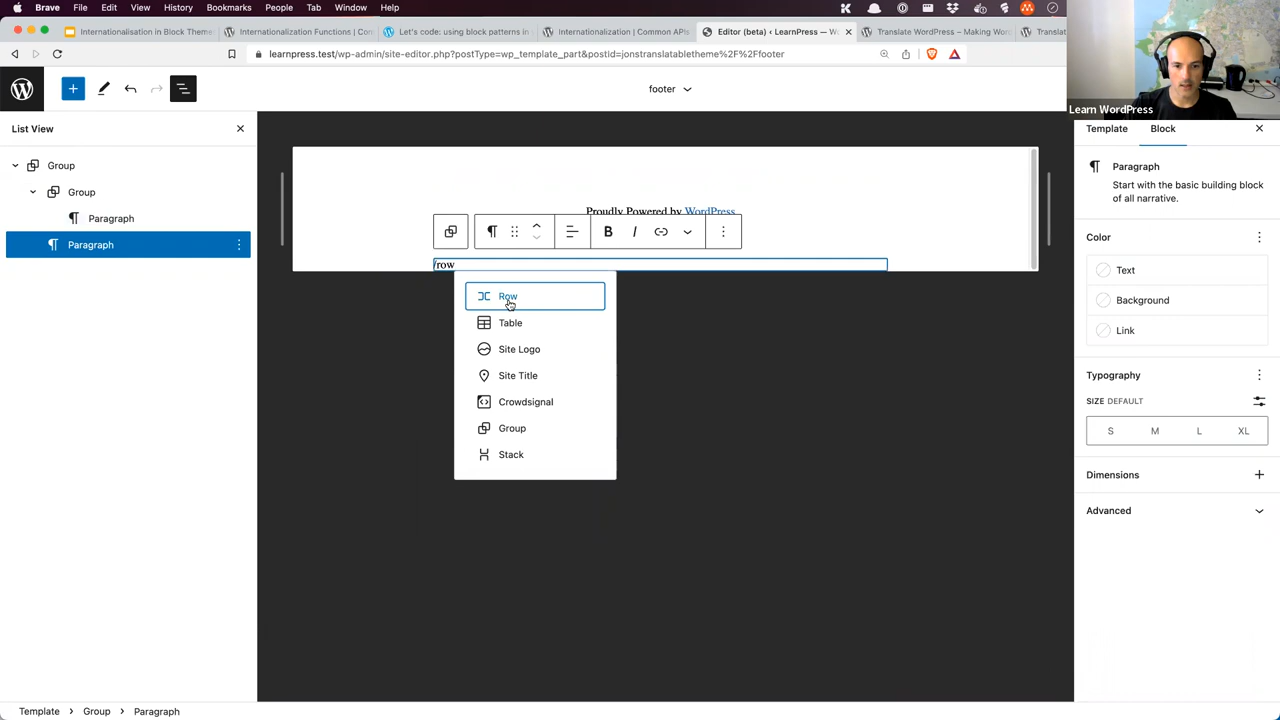 Brave File Edit View History Bookmarks People Tab Window Help
Internationalisation in Block Theme
Internationalization Functions | Con
Let's code: using block patterns in
Internationalization | Common APIs
Editor (beta) ‹ LearnPress — W
Translate WordPress – Making Wor
Translat
learnpress.test/wp-admin/site-editor.php?postType=wp_template_part&postId=jonstranslatabletheme%2F%2Ffooter
Learn WordPress
footer
List View
Group
Group
Paragraph
Paragraph
Proudly Powered by WordPress
B I
/row
Row
Table
Site Logo
Site Title
Crowdsignal
Group
Stack
Template Block
Paragraph
Start with the basic building block
of all narrative.
Color
Text
Background
Link
Typography
SIZE DEFAULT
S M L XL
Dimensions
Advanced
Template > Group > Paragraph